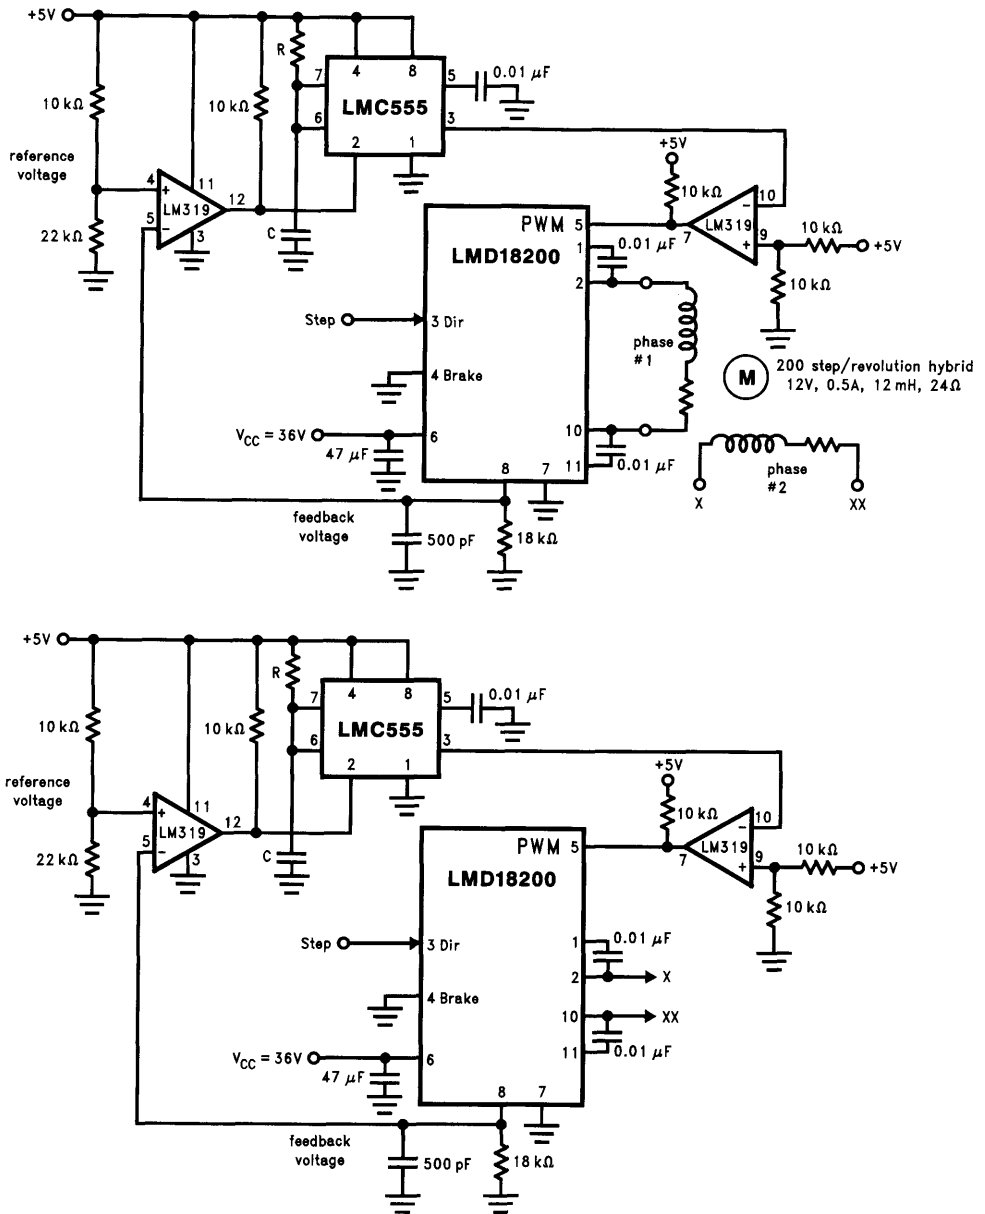 +5V
R
7
4
8
5
0.01 µF
10 kΩ
10 kΩ
LMC555
6
3
2
1
reference
voltage
4
+
11
12
LM319
5
−
3
22 kΩ
C
+5V
10 kΩ
10
−
LM319
7
9
+
10 kΩ
+5V
10 kΩ
PWM 5
LMD18200
1
0.01 µF
2
Step
3 Dir
phase
#1
M
200 step/revolution hybrid
12V, 0.5A, 12 mH, 24Ω
4 Brake
VCC = 36V
6
47 µF
10
11
0.01 µF
8
7
phase
#2
X
XX
feedback
voltage
500 pF
18 kΩ
+5V
R
7
4
8
5
0.01 µF
10 kΩ
10 kΩ
LMC555
6
3
2
1
reference
voltage
4
+
11
12
LM319
5
−
3
22 kΩ
C
+5V
10 kΩ
10
−
LM319
7
9
+
10 kΩ
+5V
10 kΩ
PWM 5
LMD18200
Step
3 Dir
1
0.01 µF
2
X
4 Brake
10
XX
VCC = 36V
6
47 µF
11
0.01 µF
8
7
feedback
voltage
500 pF
18 kΩ